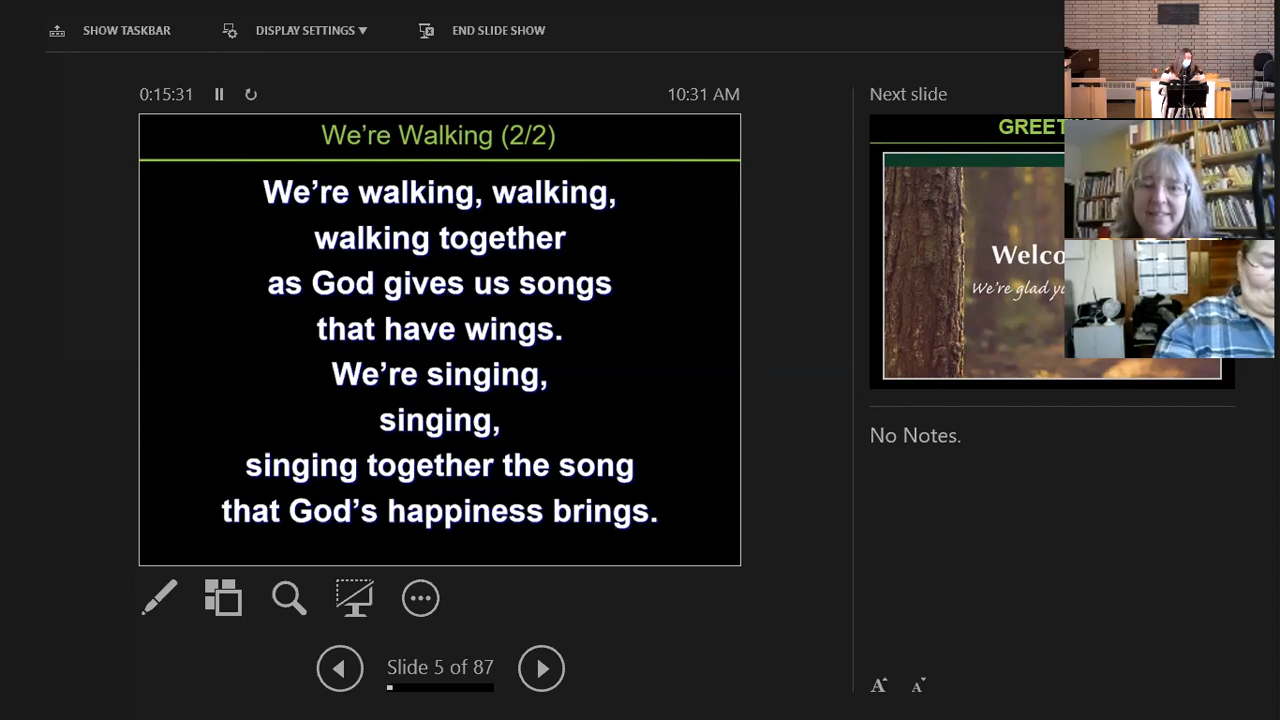 SHOW TASKBAR
DISPLAY SETTINGS ▾
END SLIDE SHOW
0:15:31
10:31 AM
We’re Walking (2/2)
We’re walking, walking,
walking together
as God gives us songs
that have wings.
We’re singing,
singing,
singing together the song
that God’s happiness brings.
Slide 5 of 87
Next slide
No Notes.
A A